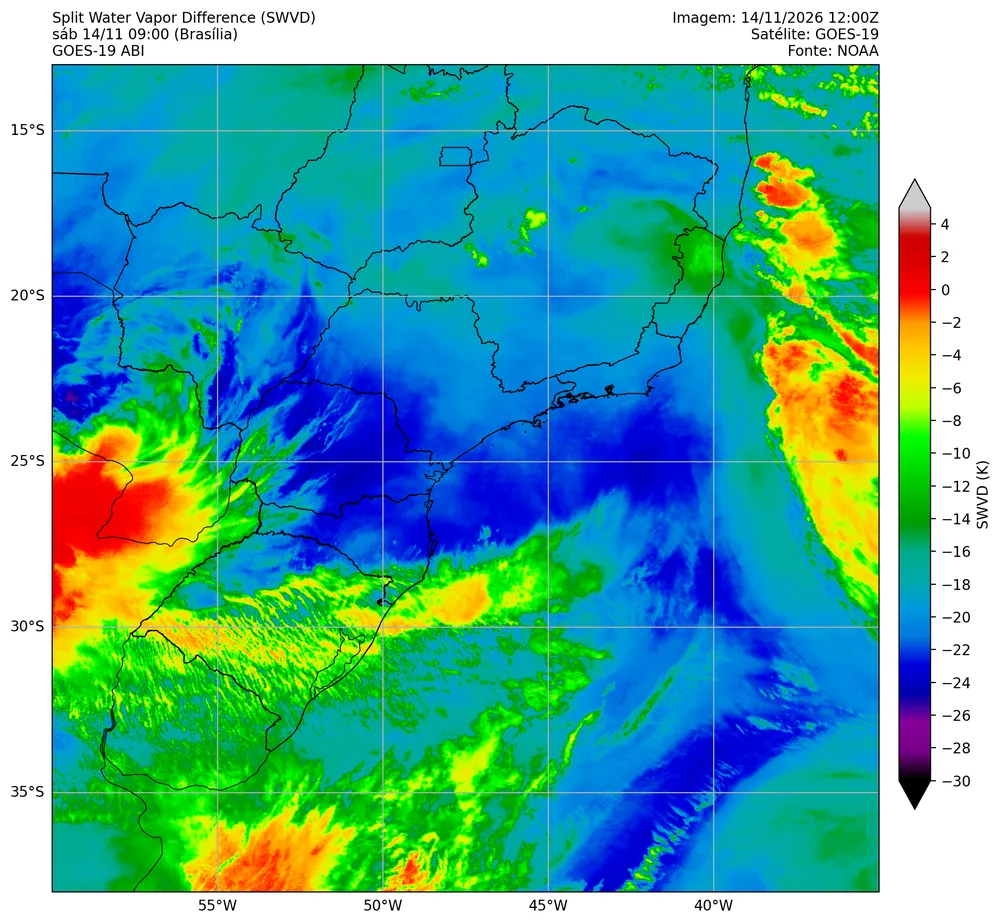 Split Water Vapor Difference (SWVD)
sáb 14/11 09:00 (Brasília)
GOES-19 ABI
Imagem: 14/11/2026 12:00Z
Satélite: GOES-19
Fonte: NOAA
15°S
20°S
25°S
30°S
35°S
55°W
50°W
45°W
40°W
4
2
0
−2
−4
−6
−8
−10
−12
−14
−16
−18
−20
−22
−24
−26
−28
−30
SWVD (K)